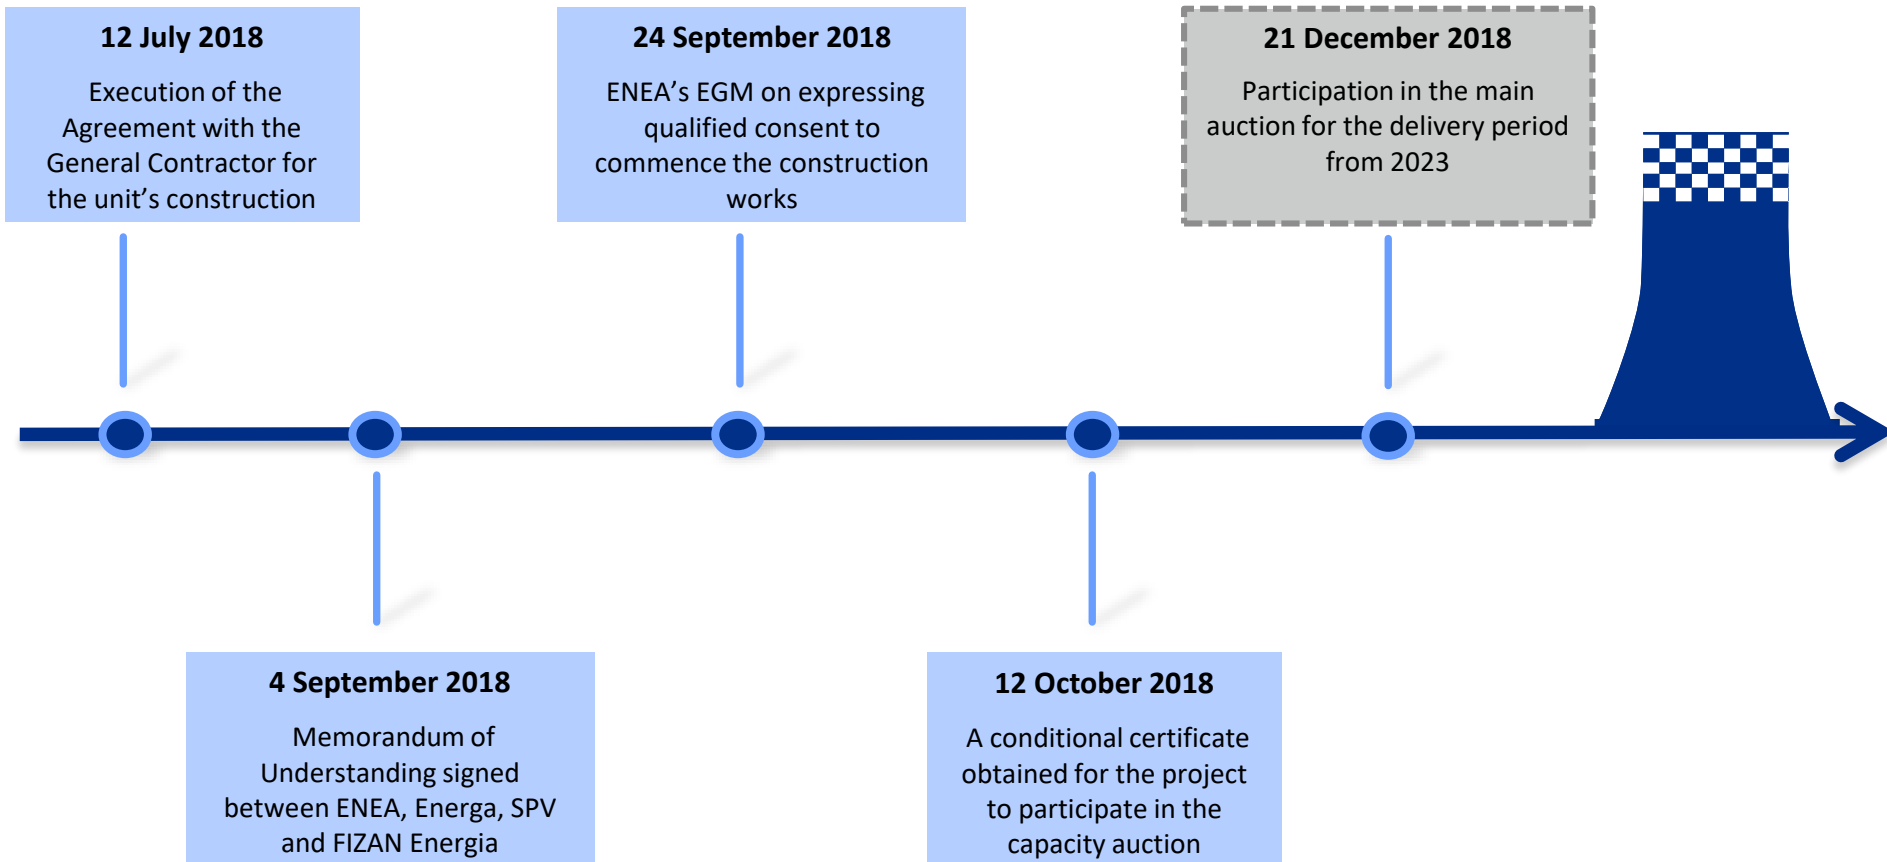 12 July 2018
Execution of the
Agreement with the
General Contractor for
the unit's construction
24 September 2018
ENEA's EGM on expressing
qualified consent to
commence the construction
works
21 December 2018
Participation in the main
auction for the delivery period
from 2023
4 September 2018
Memorandum of
Understanding signed
between ENEA, Energa, SPV
and FIZAN Energia
12 October 2018
A conditional certificate
obtained for the project
to participate in the
capacity auction